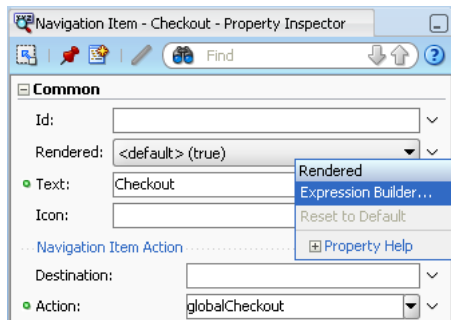 Navigation Item - Checkout - Property Inspector
Find
Common
Id:
Rendered: <default> (true)
Rendered
Text: Checkout
Expression Builder...
Reset to Default
Icon:
Property Help
Navigation Item Action
Destination:
Action: globalCheckout